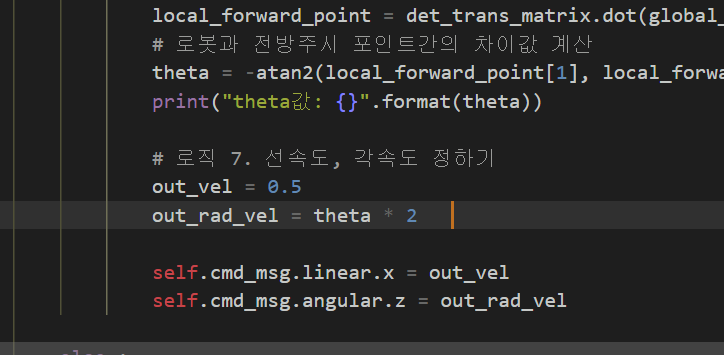 local_forward_point = det_trans_matrix.dot(global_
# 로봇과 전방주시 포인트간의 차이값 계산
theta = -atan2(local_forward_point[1], local_forwa
print("theta값: {}".format(theta))
# 로직 7. 선속도, 각속도 정하기
out_vel = 0.5
out_rad_vel = theta * 2
self.cmd_msg.linear.x = out_vel
self.cmd_msg.angular.z = out_rad_vel